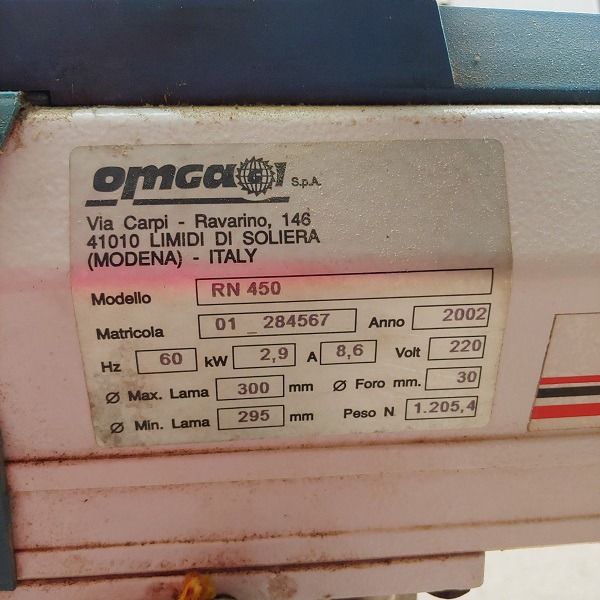 omga S.p.A.
Via Carpi - Ravarino, 146
41010 LIMIDI DI SOLIERA
(MODENA) - ITALY
Modello RN 450
Matricola 01_284567 Anno 2002
Hz 60 kW 2,9 A 8,6 Volt 220
Ø Max. Lama 300 mm Ø Foro mm. 30
Ø Min. Lama 295 mm Peso N. 1.205,4